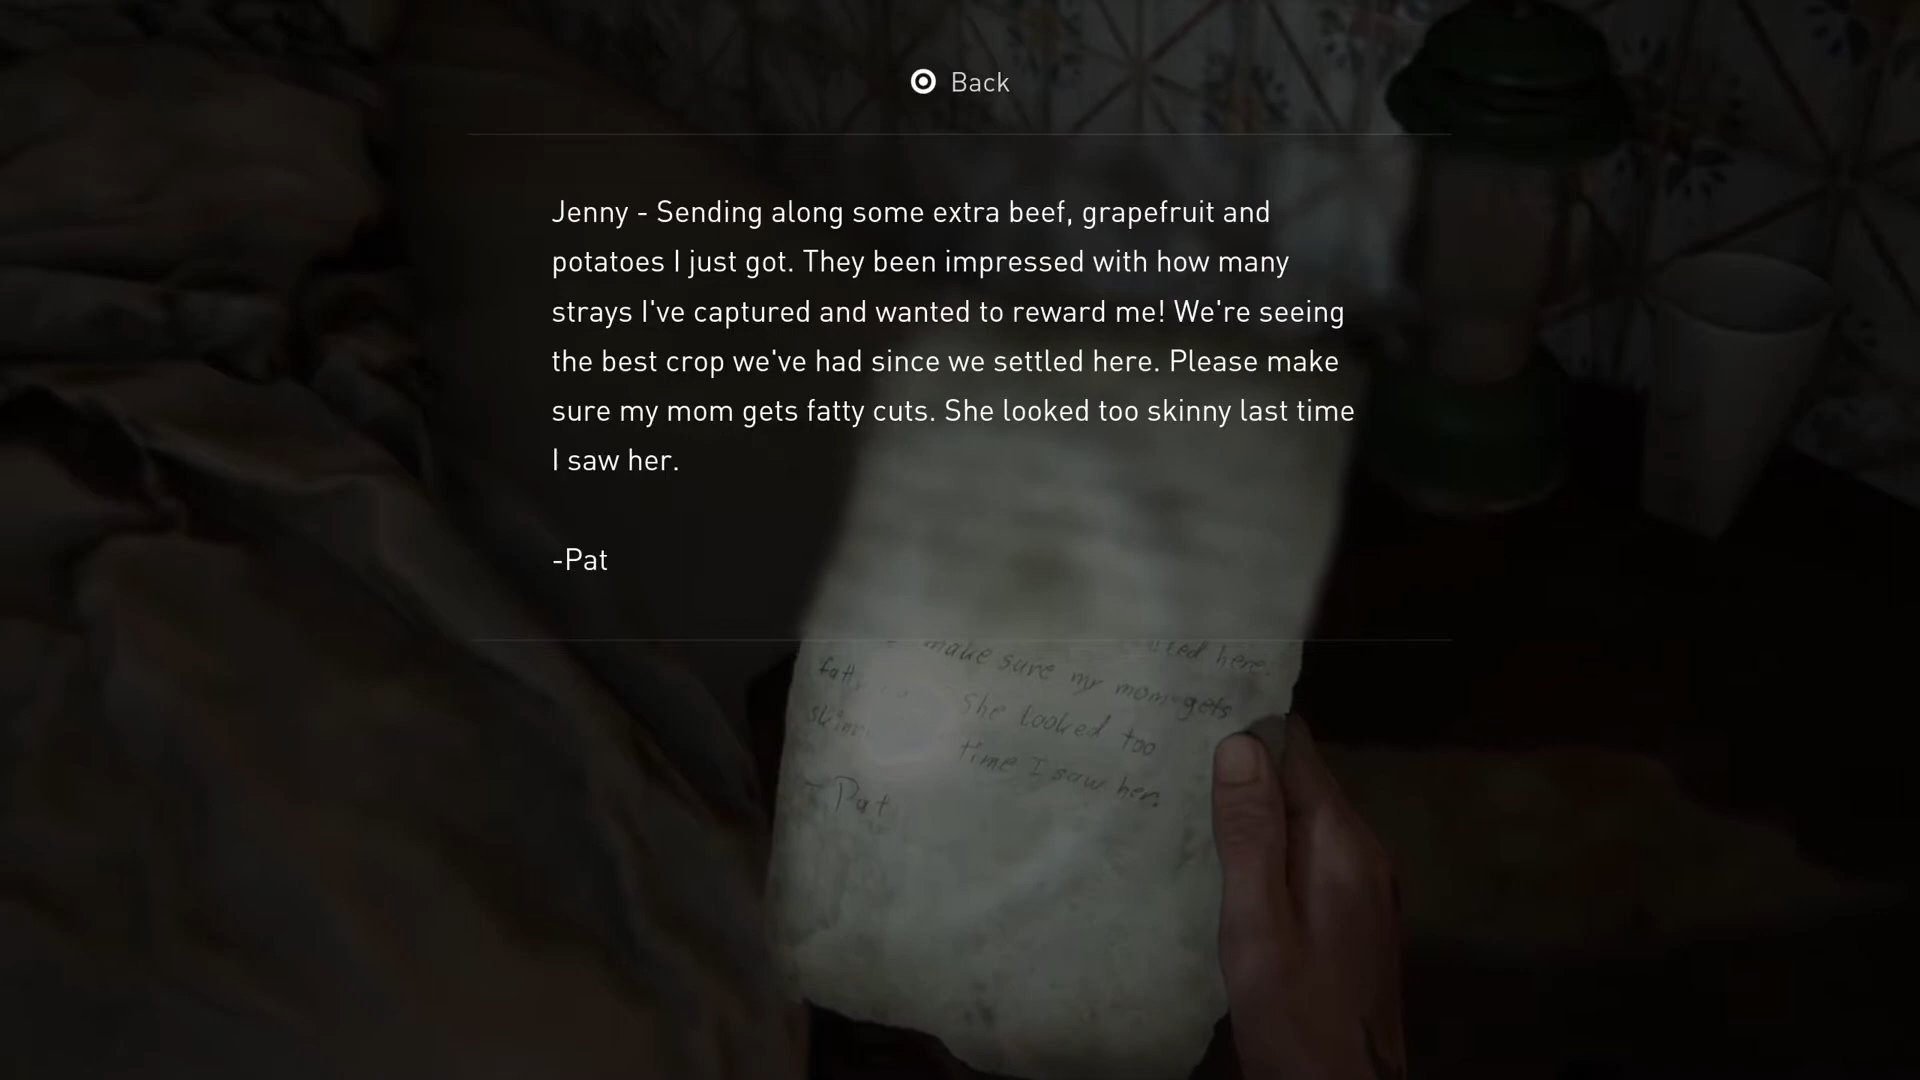 Back
Jenny - Sending along some extra beef, grapefruit and
potatoes I just got. They been impressed with how many
strays I've captured and wanted to reward me! We're seeing
the best crop we've had since we settled here. Please make
sure my mom gets fatty cuts. She looked too skinny last time
I saw her.
-Pat
here.
make sure my mom gets
She looked too
time I saw her.
- Pat